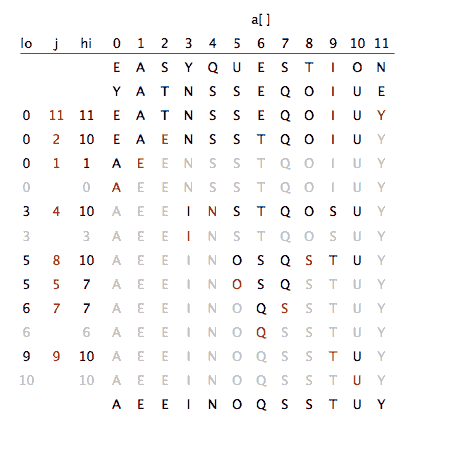 a[ ]
lo j hi 0 1 2 3 4 5 6 7 8 9 10 11
E A S Y Q U E S T I O N
Y A T N S S E Q O I U E
0 11 11 E A T N S S E Q O I U Y
0 2 10 E A E N S S T Q O I U Y
0 1 1 A E E N S S T Q O I U Y
0 0 A E E N S S T Q O I U Y
3 4 10 A E E I N S T Q O S U Y
3 3 A E E I N S T Q O S U Y
5 8 10 A E E I N O S Q S T U Y
5 5 7 A E E I N O S Q S T U Y
6 7 7 A E E I N O Q S S T U Y
6 6 A E E I N O Q S S T U Y
9 9 10 A E E I N O Q S S T U Y
10 10 A E E I N O Q S S T U Y
A E E I N O Q S S T U Y